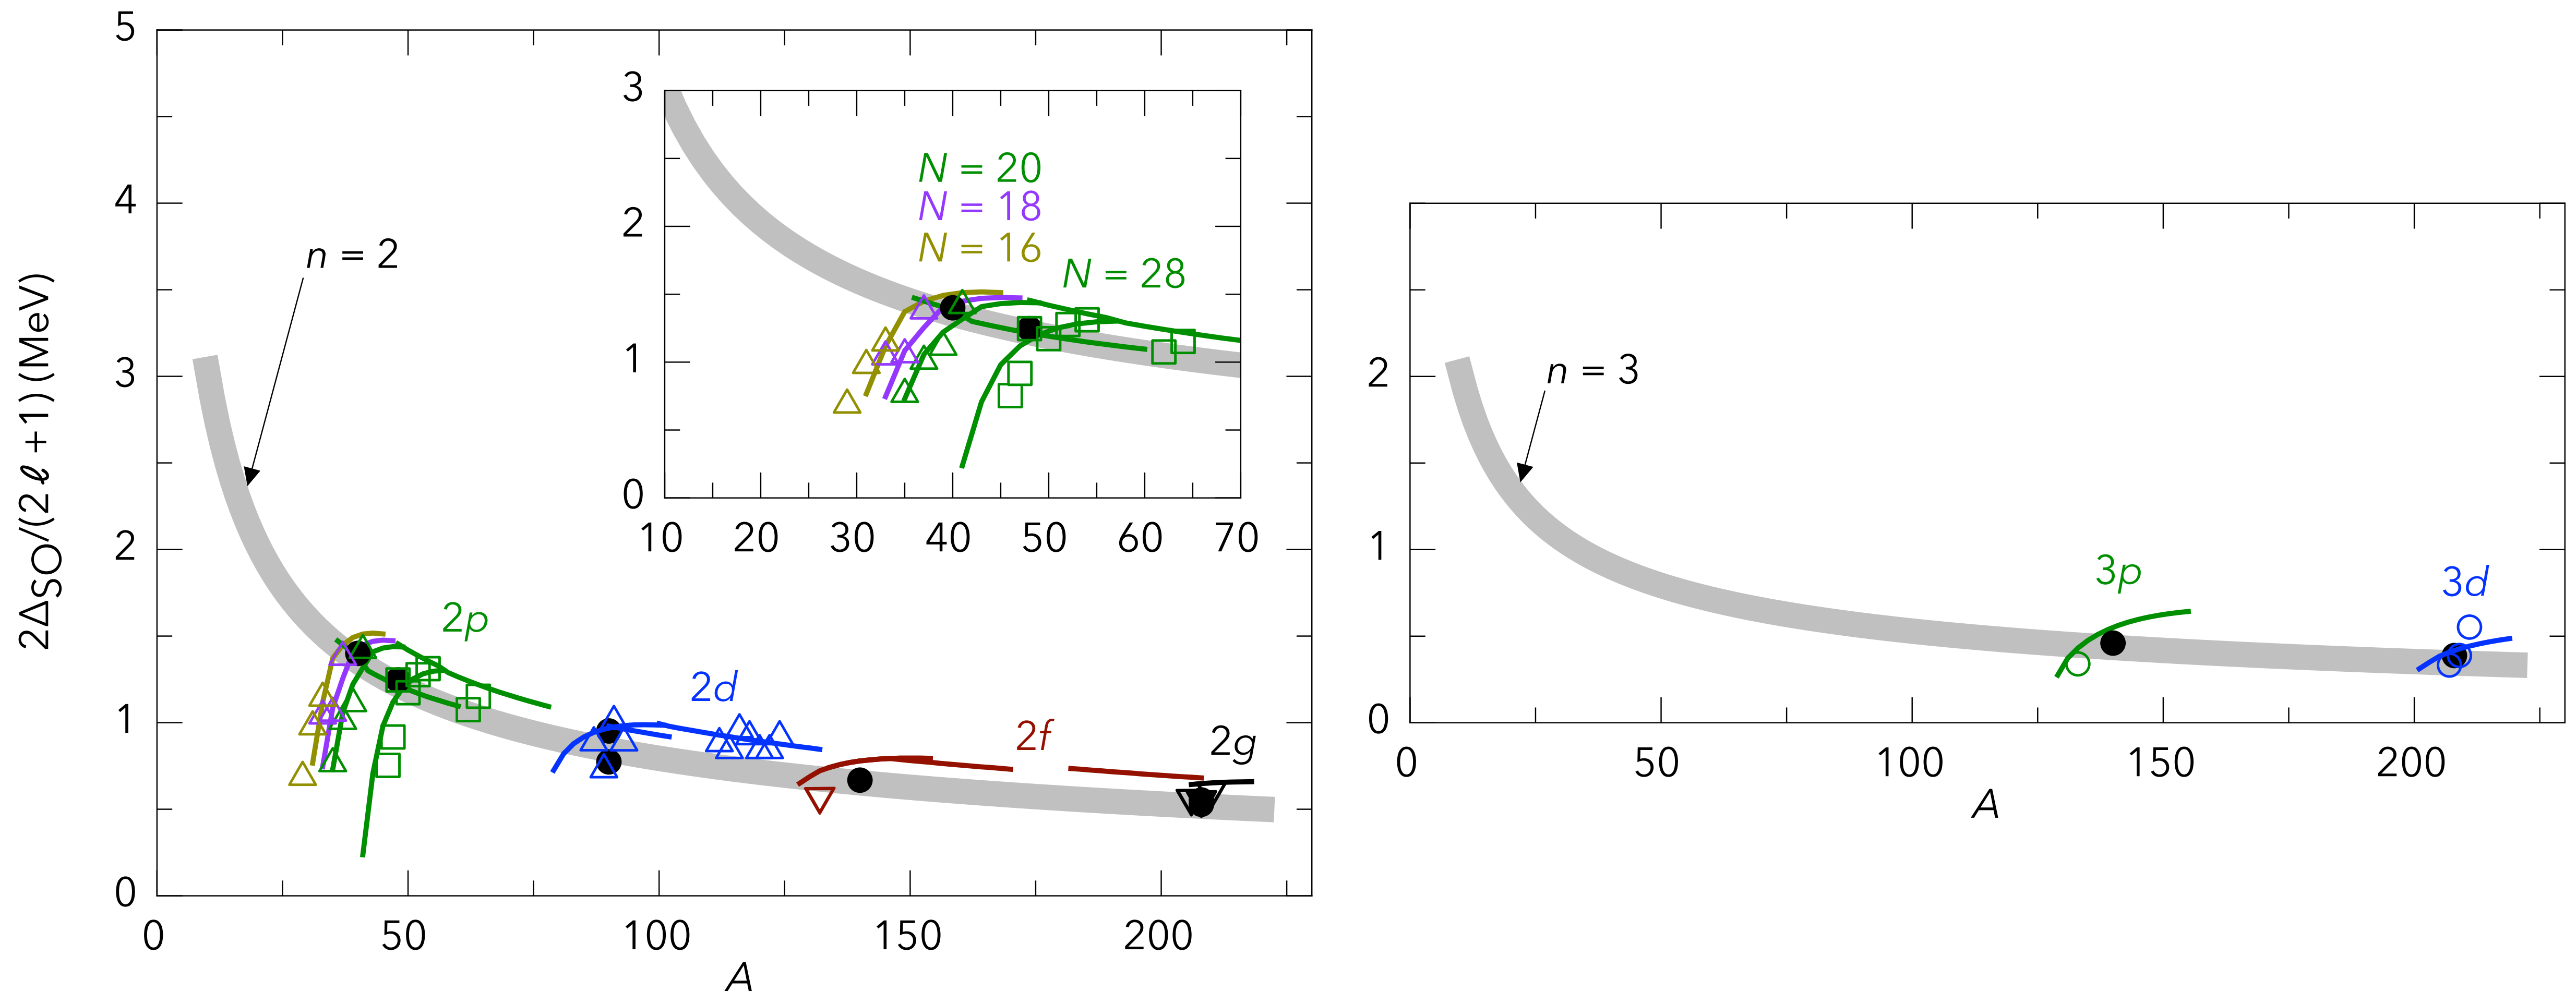 2ΔSO/(2ℓ+1) (MeV)
5
4
3
2
1
0
0 50 100 150 200
A
n = 2
2p
2d
2f
2g
3
2
1
0
10 20 30 40 50 60 70
N = 20
N = 18
N = 16
N = 28
2
1
0
0 50 100 150 200
A
n = 3
3p
3d